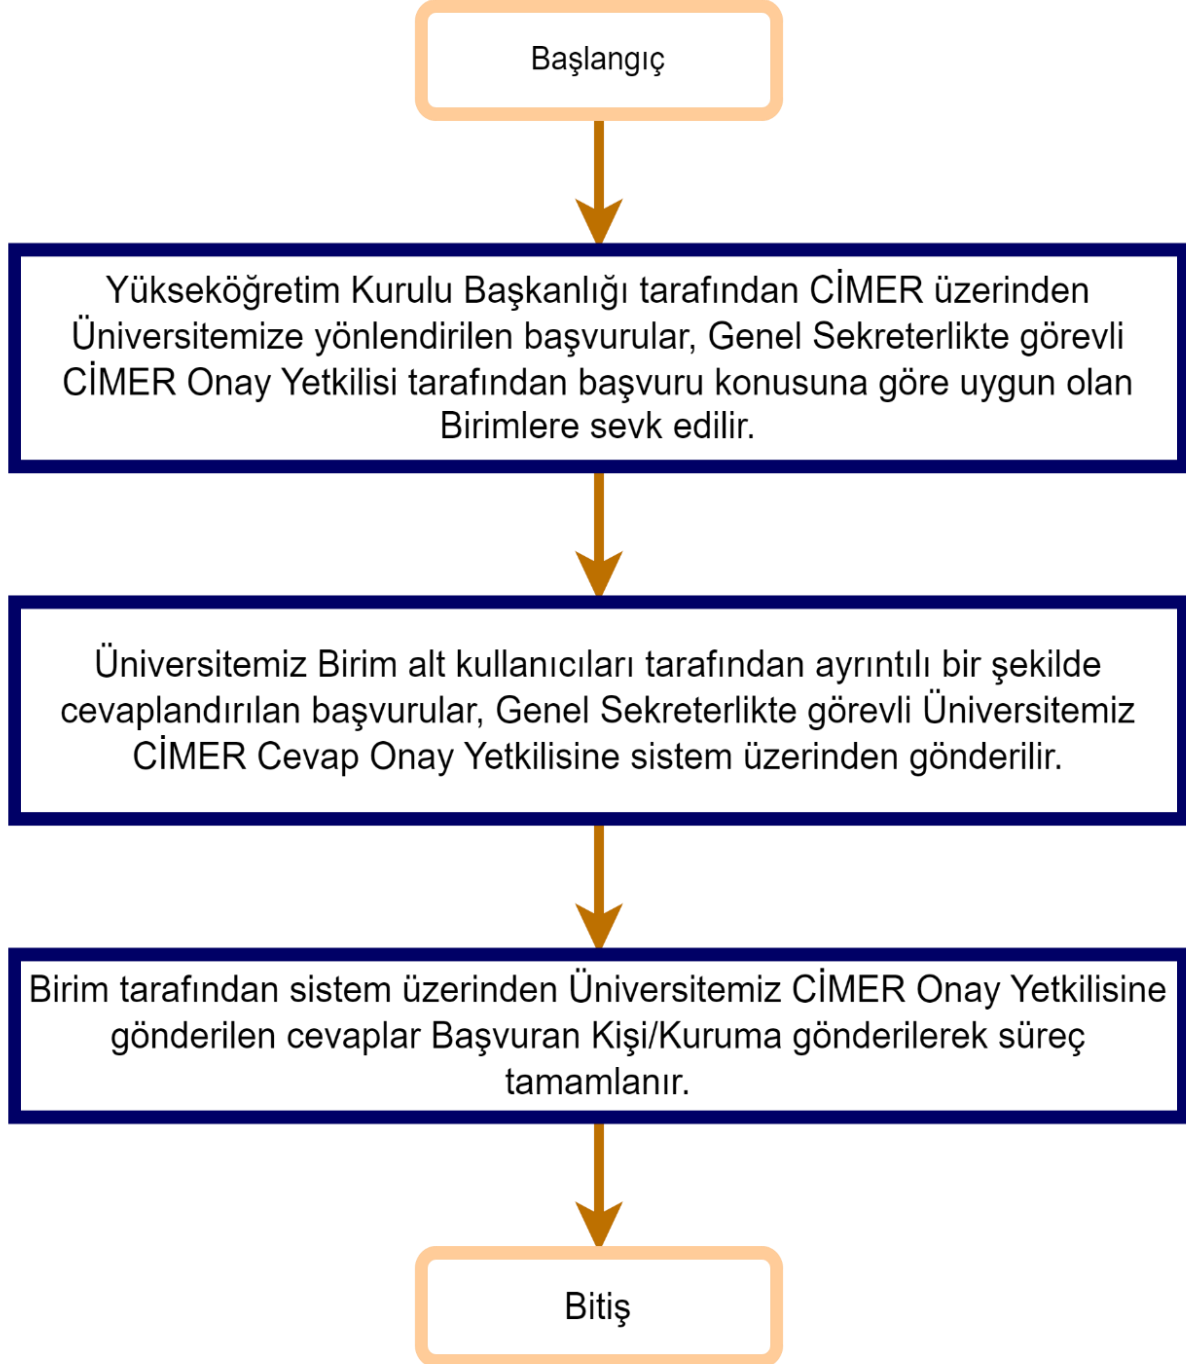 Başlangıç
Yükseköğretim Kurulu Başkanlığı tarafından CİMER üzerinden
Üniversitemize yönlendirilen başvurular, Genel Sekreterlikte görevli
CİMER Onay Yetkilisi tarafından başvuru konusuna göre uygun olan
Birimlere sevk edilir.
Üniversitemiz Birim alt kullanıcıları tarafından ayrıntılı bir şekilde
cevaplandırılan başvurular, Genel Sekreterlikte görevli Üniversitemiz
CİMER Cevap Onay Yetkilisine sistem üzerinden gönderilir.
Birim tarafından sistem üzerinden Üniversitemiz CİMER Onay Yetkilisine
gönderilen cevaplar Başvuran Kişi/Kuruma gönderilerek süreç
tamamlanır.
Bitiş